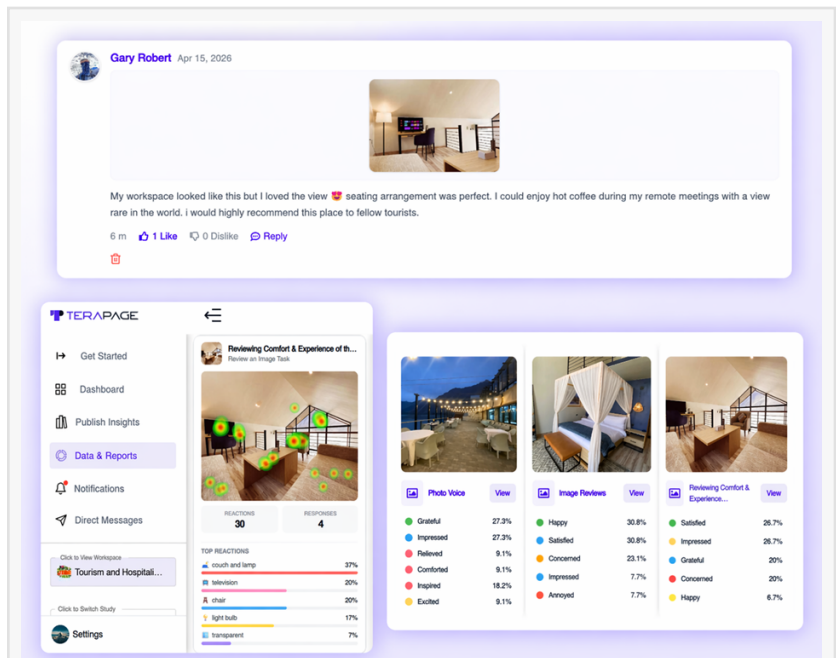 Gary Robert Apr 15, 2026
My workspace looked like this but I loved the view 😍 seating arrangement was perfect. I could enjoy hot coffee during my remote meetings with a view
rare in the world. i would highly recommend this place to fellow tourists.
6 m 1 Like 0 Dislike Reply
TERAPAGE
Get Started
Dashboard
Publish Insights
Data & Reports
Notifications
Direct Messages
Click to View Workspace
Tourism and Hospitali...
Click to Switch Study
Settings
Reviewing Comfort & Experience of th...
Review an Image Task
REACTIONS
30
RESPONSES
4
TOP REACTIONS
couch and lamp 37%
television 20%
chair 20%
light bulb 17%
transparent 7%
Photo Voice View
Grateful 27.3%
Impressed 27.3%
Relieved 9.1%
Comforted 9.1%
Inspired 18.2%
Excited 9.1%
Image Reviews View
Happy 30.8%
Satisfied 30.8%
Concerned 23.1%
Impressed 7.7%
Annoyed 7.7%
Reviewing Comfort &
Experience... View
Satisfied 26.7%
Impressed 26.7%
Grateful 20%
Concerned 20%
Happy 6.7%